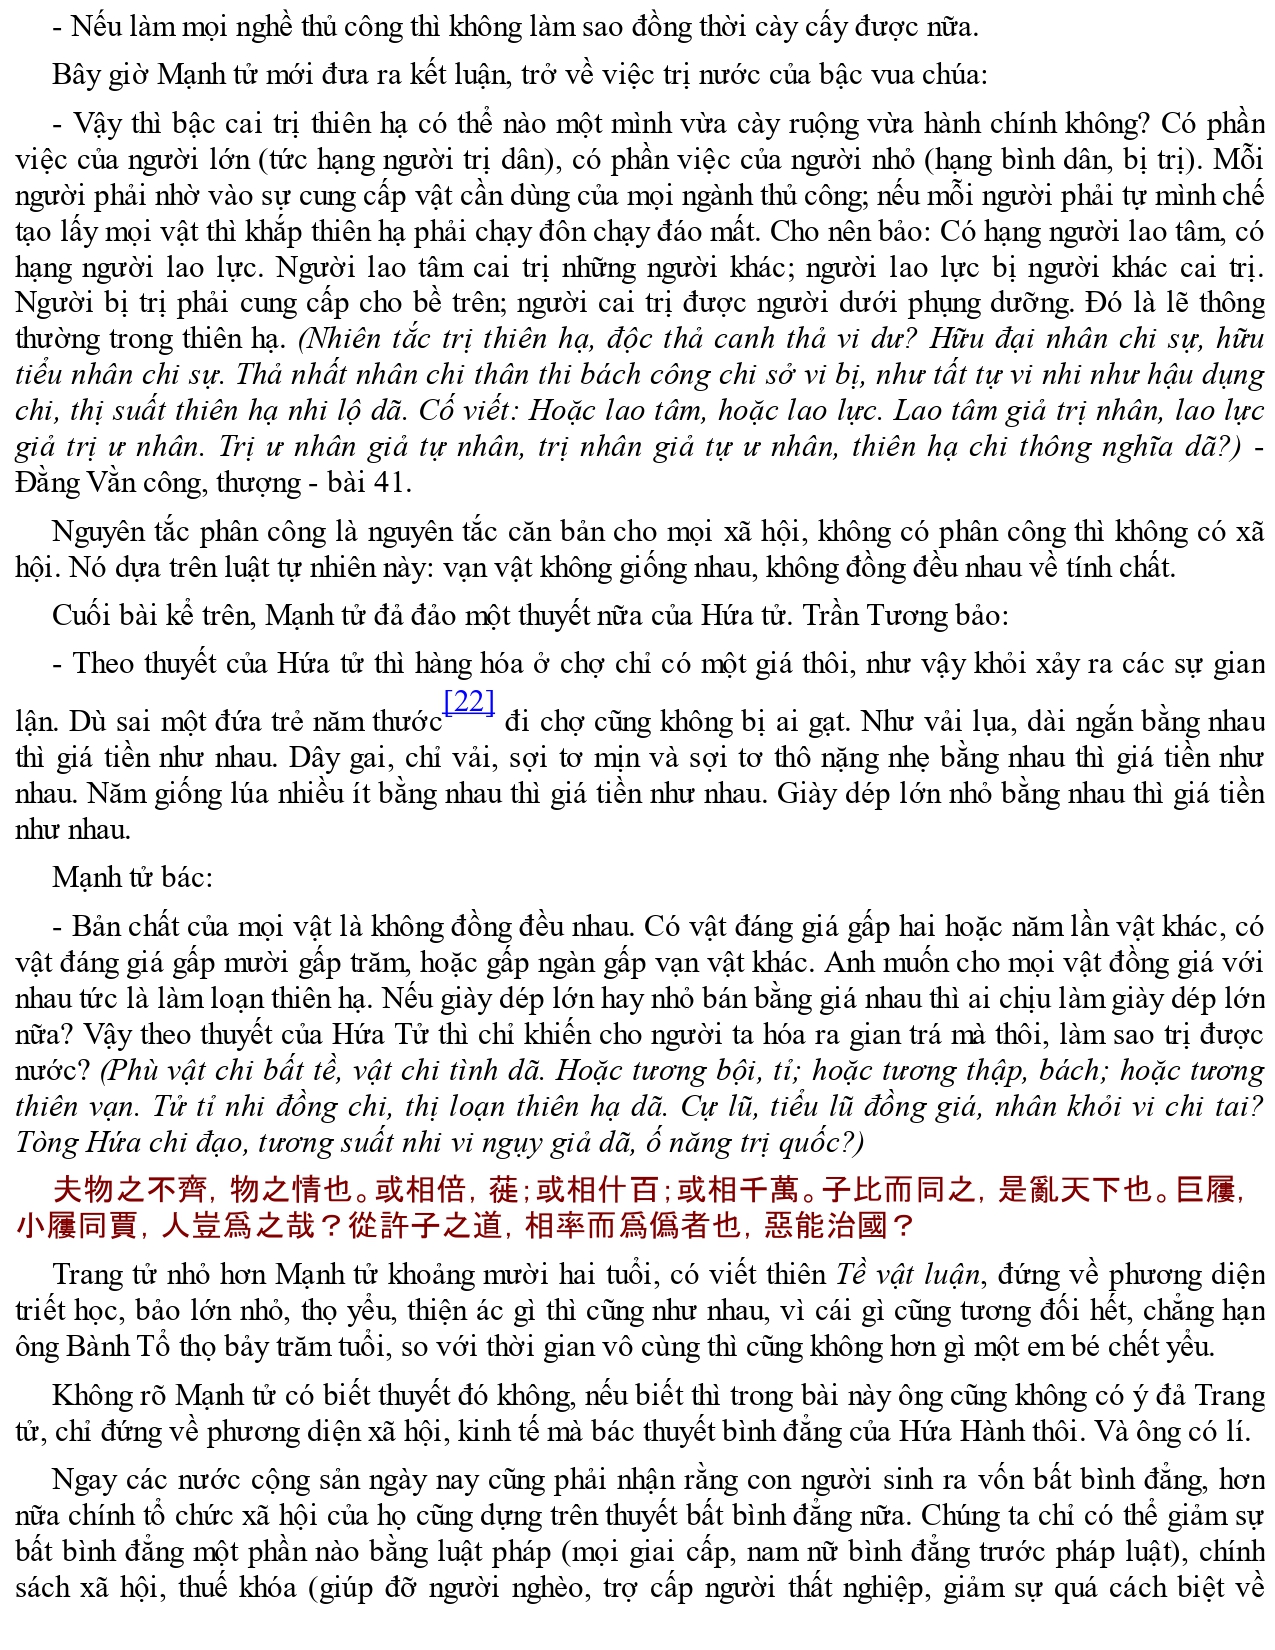 - Nếu làm mọi nghề thủ công thì không làm sao đồng thời cày cấy được nữa.
Bây giờ Mạnh tử mới đưa ra kết luận, trở về việc trị nước của bậc vua chúa:
- Vậy thì bậc cai trị thiên hạ có thể nào một mình vừa cày ruộng vừa hành chính không? Có phần
việc của người lớn (tức hạng người trị dân), có phần việc của người nhỏ (hạng bình dân, bị trị). Mỗi
người phải nhờ vào sự cung cấp vật cần dùng của mọi ngành thủ công; nếu mỗi người phải tự mình chế
tạo lấy mọi vật thì khắp thiên hạ phải chạy đôn chạy đáo mất. Cho nên bảo: Có hạng người lao tâm, có
hạng người lao lực. Người lao tâm cai trị những người khác; người lao lực bị người khác cai trị.
Người bị trị phải cung cấp cho bề trên; người cai trị được người dưới phụng dưỡng. Đó là lẽ thông
thường trong thiên hạ. (Nhiên tắc trị thiên hạ, độc thả canh thả vi dư? Hữu đại nhân chi sự, hữu
tiểu nhân chi sự. Thả nhất nhân chi thân thi bách công chi sở vi bị, như tất tự vi nhi như hậu dụng
chi, thị suất thiên hạ nhi lộ dã. Cố viết: Hoặc lao tâm, hoặc lao lực. Lao tâm giả trị nhân, lao lực
giả trị ư nhân. Trị ư nhân giả tự nhân, trị nhân giả tự ư nhân, thiên hạ chi thông nghĩa dã?) -
Đằng Vằn công, thượng - bài 41.
Nguyên tắc phân công là nguyên tắc căn bản cho mọi xã hội, không có phân công thì không có xã
hội. Nó dựa trên luật tự nhiên này: vạn vật không giống nhau, không đồng đều nhau về tính chất.
Cuối bài kể trên, Mạnh tử đả đảo một thuyết nữa của Hứa tử. Trần Tương bảo:
- Theo thuyết của Hứa tử thì hàng hóa ở chợ chỉ có một giá thôi, như vậy khỏi xảy ra các sự gian
lận. Dù sai một đứa trẻ năm thước[22] đi chợ cũng không bị ai gạt. Như vải lụa, dài ngắn bằng nhau
thì giá tiền như nhau. Dây gai, chỉ vải, sợi tơ mịn và sợi tơ thô nặng nhẹ bằng nhau thì giá tiền như
nhau. Năm giống lúa nhiều ít bằng nhau thì giá tiền như nhau. Giày dép lớn nhỏ bằng nhau thì giá tiền
như nhau.
Mạnh tử bác:
- Bản chất của mọi vật là không đồng đều nhau. Có vật đáng giá gấp hai hoặc năm lần vật khác, có
vật đáng giá gấp mười gấp trăm, hoặc gấp ngàn gấp vạn vật khác. Anh muốn cho mọi vật đồng giá với
nhau tức là làm loạn thiên hạ. Nếu giày dép lớn hay nhỏ bán bằng giá nhau thì ai chịu làm giày dép lớn
nữa? Vậy theo thuyết của Hứa Tử thì chỉ khiến cho người ta hóa ra gian trá mà thôi, làm sao trị được
nước? (Phù vật chi bất tề, vật chi tình dã. Hoặc tương bội, tỉ; hoặc tương thập, bách; hoặc tương
thiên vạn. Tử tỉ nhi đồng chi, thị loạn thiên hạ dã. Cự lũ, tiểu lũ đồng giá, nhân khỏi vi chi tai?
Tòng Hứa chi đạo, tương suất nhi vi ngụy giả dã, ố năng trị quốc?)
夫物之不齊, 物之情也。或相倍, 蓰;或相什百;或相千萬。子比而同之, 是亂天下也。巨屨,
小屨同賈, 人豈爲之哉？從許子之道, 相率而爲僞者也, 惡能治國？
Trang tử nhỏ hơn Mạnh tử khoảng mười hai tuổi, có viết thiên Tề vật luận, đứng về phương diện
triết học, bảo lớn nhỏ, thọ yểu, thiện ác gì thì cũng như nhau, vì cái gì cũng tương đối hết, chẳng hạn
ông Bành Tổ thọ bảy trăm tuổi, so với thời gian vô cùng thì cũng không hơn gì một em bé chết yểu.
Không rõ Mạnh tử có biết thuyết đó không, nếu biết thì trong bài này ông cũng không có ý đả Trang
tử, chỉ đứng về phương diện xã hội, kinh tế mà bác thuyết bình đẳng của Hứa Hành thôi. Và ông có lí.
Ngay các nước cộng sản ngày nay cũng phải nhận rằng con người sinh ra vốn bất bình đẳng, hơn
nữa chính tổ chức xã hội của họ cũng dựng trên thuyết bất bình đẳng nữa. Chúng ta chỉ có thể giảm sự
bất bình đẳng một phần nào bằng luật pháp (mọi giai cấp, nam nữ bình đẳng trước pháp luật), chính
sách xã hội, thuế khóa (giúp đỡ người nghèo, trợ cấp người thất nghiệp, giảm sự quá cách biệt về